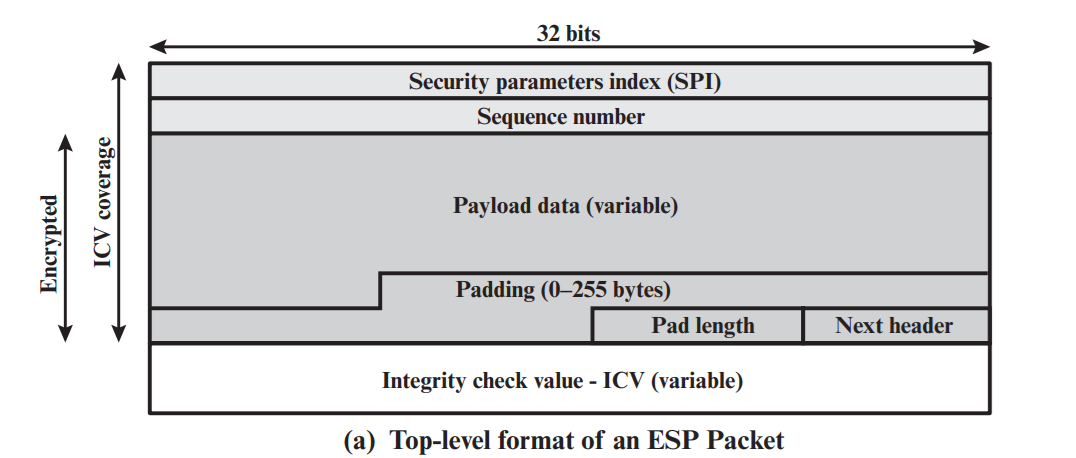 32 bits
Security parameters index (SPI)
Sequence number
Encrypted
ICV coverage
Payload data (variable)
Padding (0–255 bytes)
Pad length
Next header
Integrity check value - ICV (variable)
(a) Top-level format of an ESP Packet